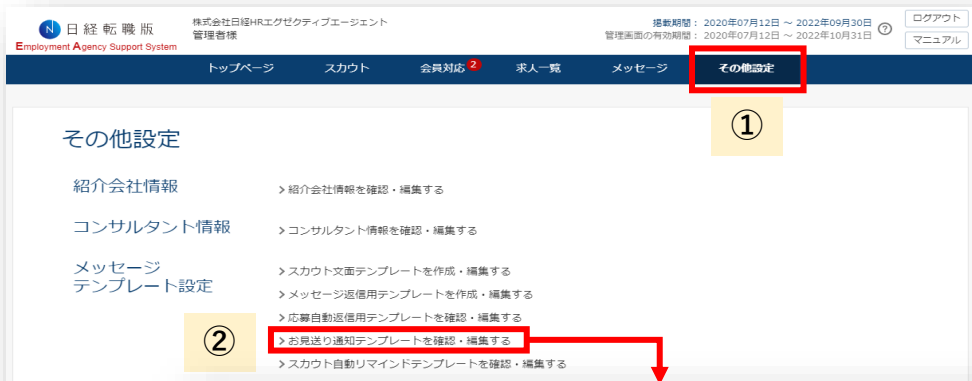 日経転職版
Employment Agency Support System
株式会社日経HRエグゼクティブエージェント
管理者様
掲載期間： 2020年07月12日 ～ 2022年09月30日
管理画面の有効期間： 2020年07月12日 ～ 2022年10月31日
?
ログアウト
マニュアル
トップページ スカウト 会員対応 2 求人一覧 メッセージ その他設定
①
その他設定
紹介会社情報
> 紹介会社情報を確認・編集する
コンサルタント情報
> コンサルタント情報を確認・編集する
メッセージ
テンプレート設定
> スカウト文面テンプレートを作成・編集する
> メッセージ返信用テンプレートを作成・編集する
> 応募自動返信用テンプレートを確認・編集する
②
> お見送り通知テンプレートを確認・編集する
> スカウト自動リマインドテンプレートを確認・編集する